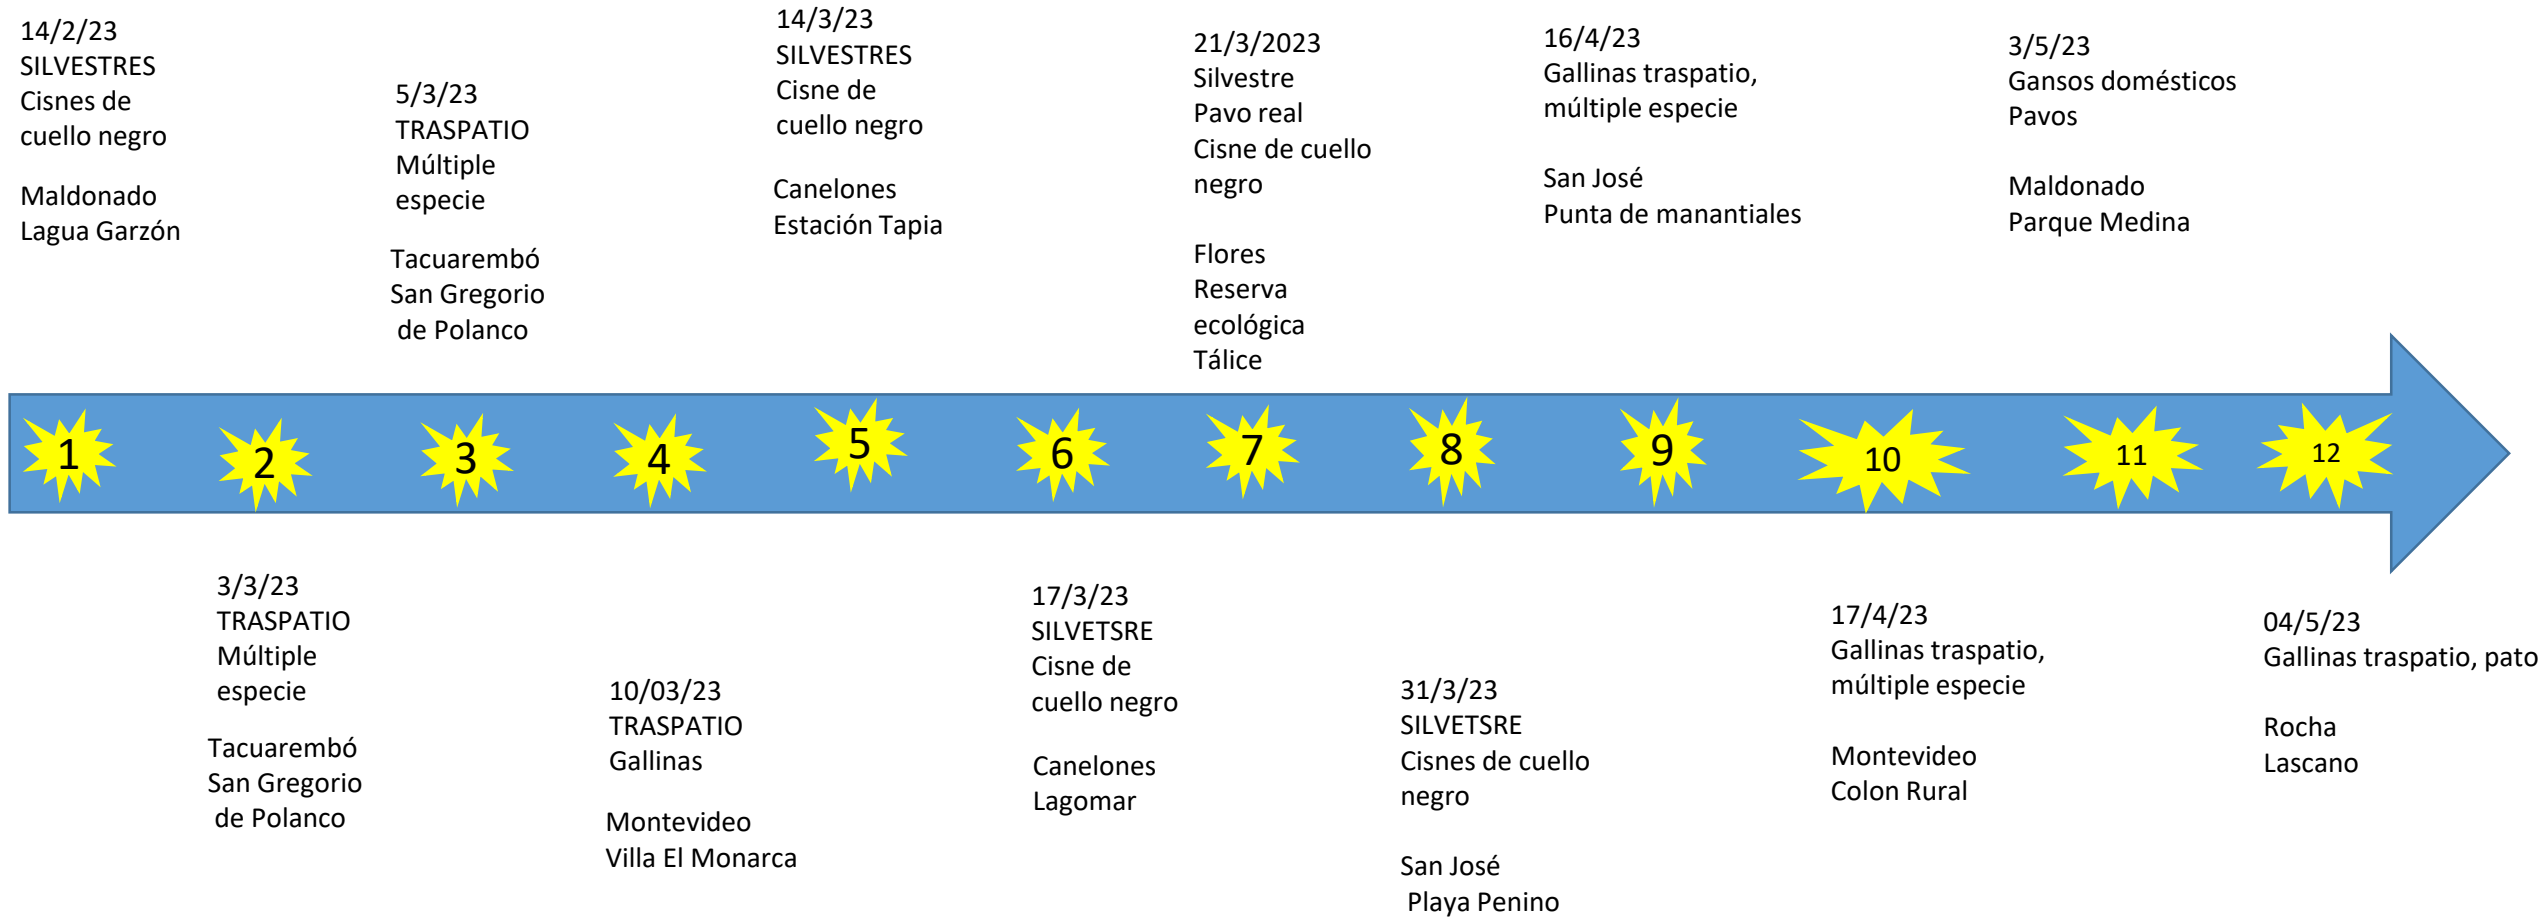 14/2/23
SILVESTRES
Cisnes de
cuello negro
Maldonado
Lagua Garzón
5/3/23
TRASPATIO
Múltiple
especie
Tacuarembó
San Gregorio
de Polanco
14/3/23
SILVESTRES
Cisne de
cuello negro
Canelones
Estación Tapia
21/3/2023
Silvestre
Pavo real
Cisne de cuello
negro
Flores
Reserva
ecológica
Tálice
16/4/23
Gallinas traspatio,
múltiple especie
San José
Punta de manantiales
3/5/23
Gansos domésticos
Pavos
Maldonado
Parque Medina
1
2
3
4
5
6
7
8
9
10
11
12
3/3/23
TRASPATIO
Múltiple
especie
Tacuarembó
San Gregorio
de Polanco
10/03/23
TRASPATIO
Gallinas
Montevideo
Villa El Monarca
17/3/23
SILVETSRE
Cisne de
cuello negro
Canelones
Lagomar
31/3/23
SILVETSRE
Cisnes de cuello
negro
San José
Playa Penino
17/4/23
Gallinas traspatio,
múltiple especie
Montevideo
Colon Rural
04/5/23
Gallinas traspatio, pato
Rocha
Lascano